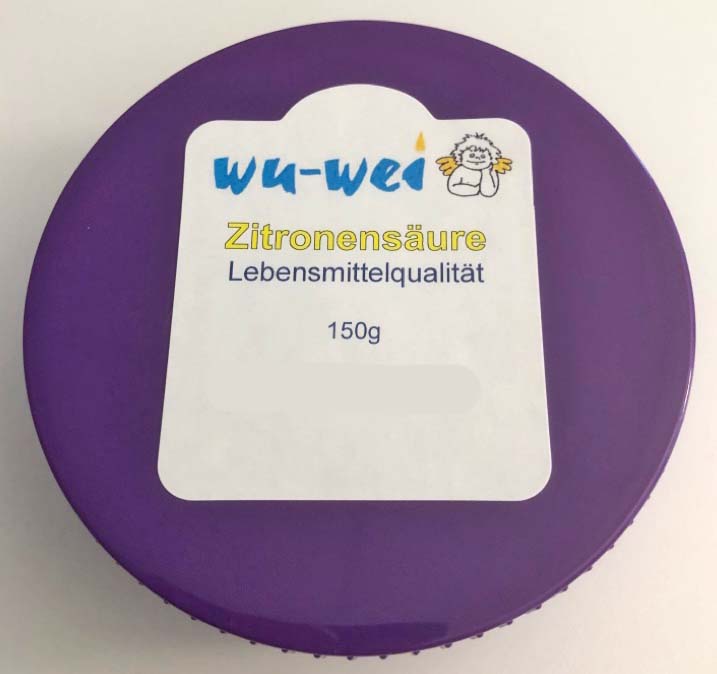 wu-wei
Zitronensäure
Lebensmittelqualität
150g